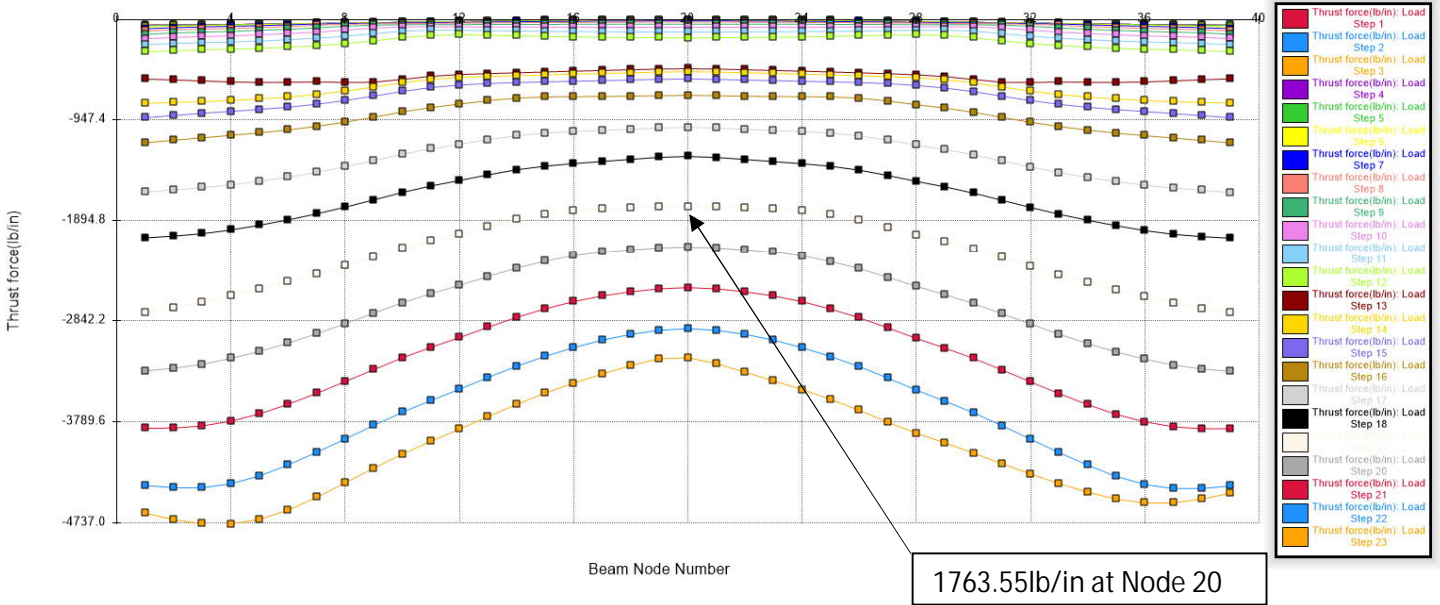 0 4 8 12 16 20 24 28 32 36 40
-947.4
-1894.8
-2842.2
-3789.6
-4737.0
Thrust force(lb/in)
Beam Node Number
1763.55lb/in at Node 20
Thrust force(lb/in): Load
Step 1
Thrust force(lb/in): Load
Step 2
Thrust force(lb/in): Load
Step 3
Thrust force(lb/in): Load
Step 4
Thrust force(lb/in): Load
Step 5
Thrust force(lb/in): Load
Step 6
Thrust force(lb/in): Load
Step 7
Thrust force(lb/in): Load
Step 8
Thrust force(lb/in): Load
Step 9
Thrust force(lb/in): Load
Step 10
Thrust force(lb/in): Load
Step 11
Thrust force(lb/in): Load
Step 12
Thrust force(lb/in): Load
Step 13
Thrust force(lb/in): Load
Step 14
Thrust force(lb/in): Load
Step 15
Thrust force(lb/in): Load
Step 16
Thrust force(lb/in): Load
Step 17
Thrust force(lb/in): Load
Step 18
Thrust force(lb/in): Load
Step 20
Thrust force(lb/in): Load
Step 21
Thrust force(lb/in): Load
Step 22
Thrust force(lb/in): Load
Step 23